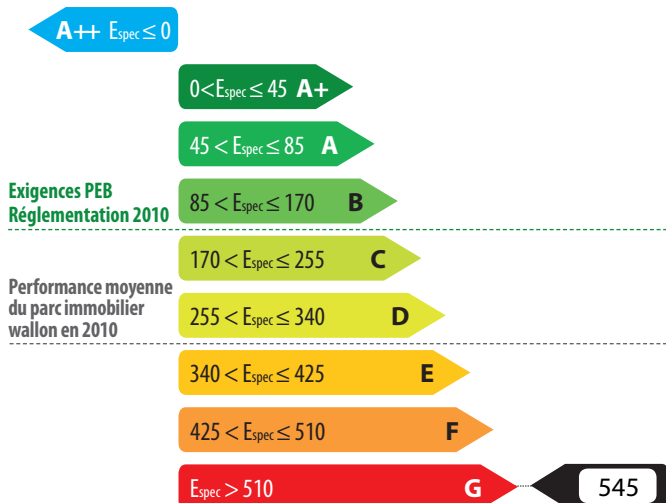 A++ Espec ≤ 0
0<Espec ≤ 45 A+
45 < Espec ≤ 85 A
Exigences PEB
Réglementation 2010
85 < Espec ≤ 170 B
170 < Espec ≤ 255 C
Performance moyenne
du parc immobilier
wallon en 2010
255 < Espec ≤ 340 D
340 < Espec ≤ 425 E
425 < Espec ≤ 510 F
Espec > 510 G 545